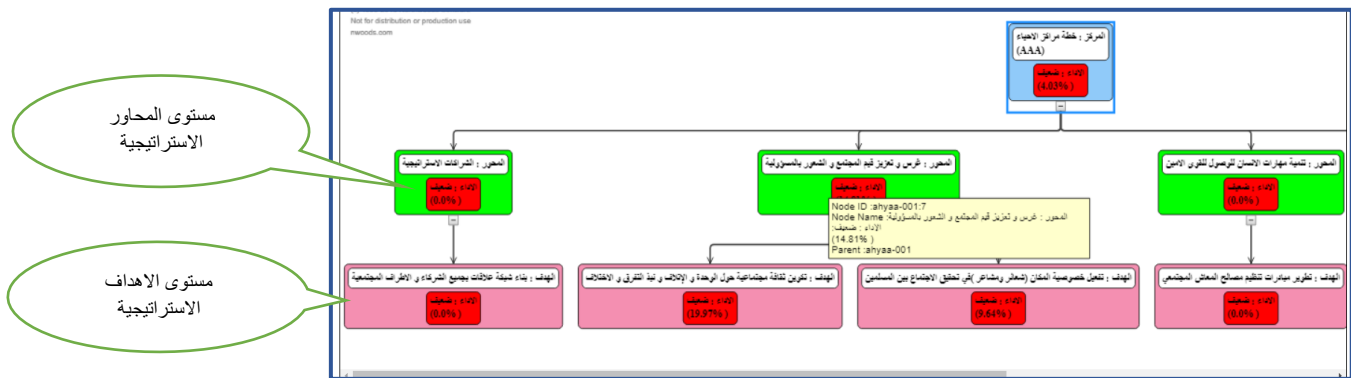 Not for distribution or production use
nwoods.com
المركز : خطة مراكز الاحياء
(AAA)
الاداء : ضعيف
(4.03% )
مستوى المحاور
الاستراتيجية
المحور : الشراكات الاستراتيجية
الاداء : ضعيف
(0.0% )
المحور : غرس و تعزيز قيم المجتمع و الشعور بالمسؤولية
المحور : تنمية مهارات الانسان للوصول للقوي الامين
الاداء : ضعيف
(0.0% )
Node ID :ahyaa-001:7
Node Name :المحور : غرس و تعزيز قيم المجتمع و الشعور بالمسؤولية
الاداء : ضعيف:
(14.81% )
Parent :ahyaa-001
مستوى الاهداف
الاستراتيجية
الهدف : بناء شبكة علاقات بجميع الشركاء و الاطراف المجتمعية
الاداء : ضعيف
(0.0% )
الهدف : تكوين ثقافة مجتماعية حول الوحدة و الإئلاف و نبذ التفرق و الاختلاف
الاداء : ضعيف
(19.97% )
الهدف : تفعيل خصوصية المكان (شعائر ومشاعر )في تحقيق الاجتماع بين المسلمين
الاداء : ضعيف
(9.64% )
الهدف : تطوير مبادرات تنظيم مصالح المعاش المجتمعي
الاداء : ضعيف
(0.0% )